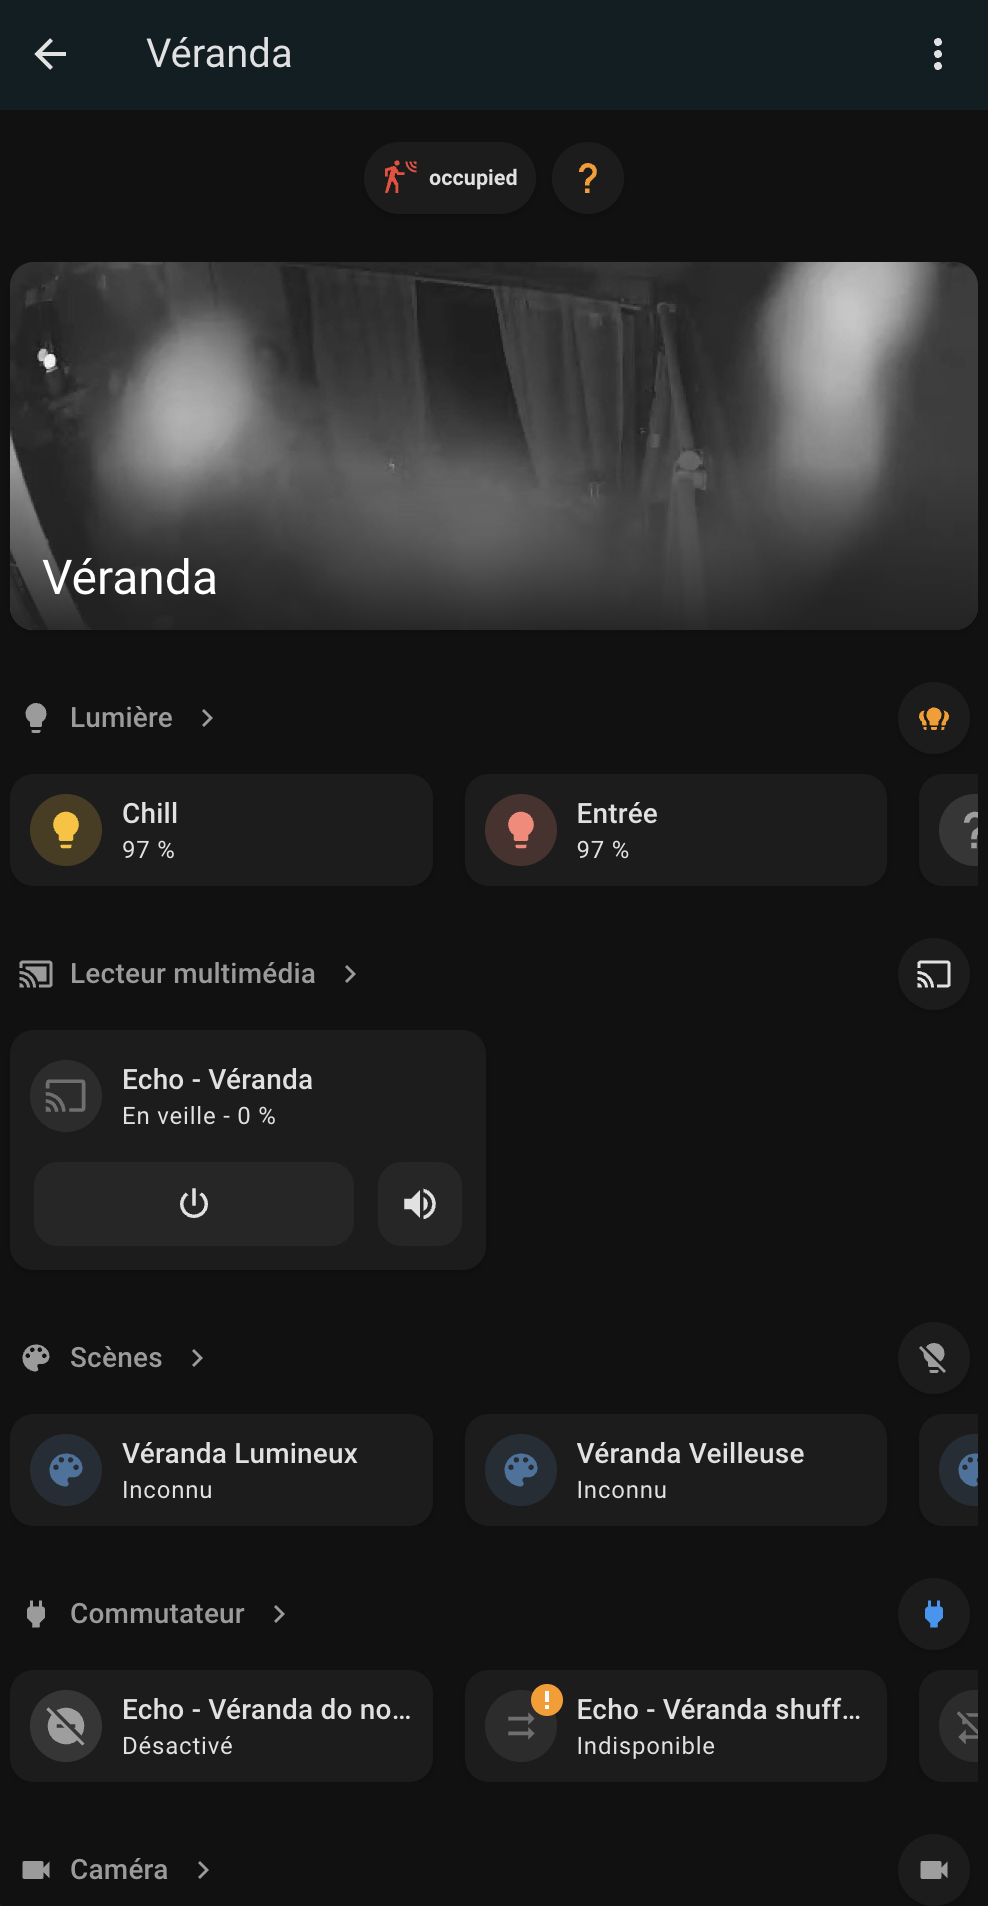 Véranda
occupied
?
Véranda
Lumière
Chill
97 %
Entrée
97 %
?
Lecteur multimédia
Echo - Véranda
En veille - 0 %
Scènes
Véranda Lumineux
Inconnu
Véranda Veilleuse
Inconnu
Commutateur
Echo - Véranda do no...
Désactivé
!
Echo - Véranda shuff...
Indisponible
Caméra